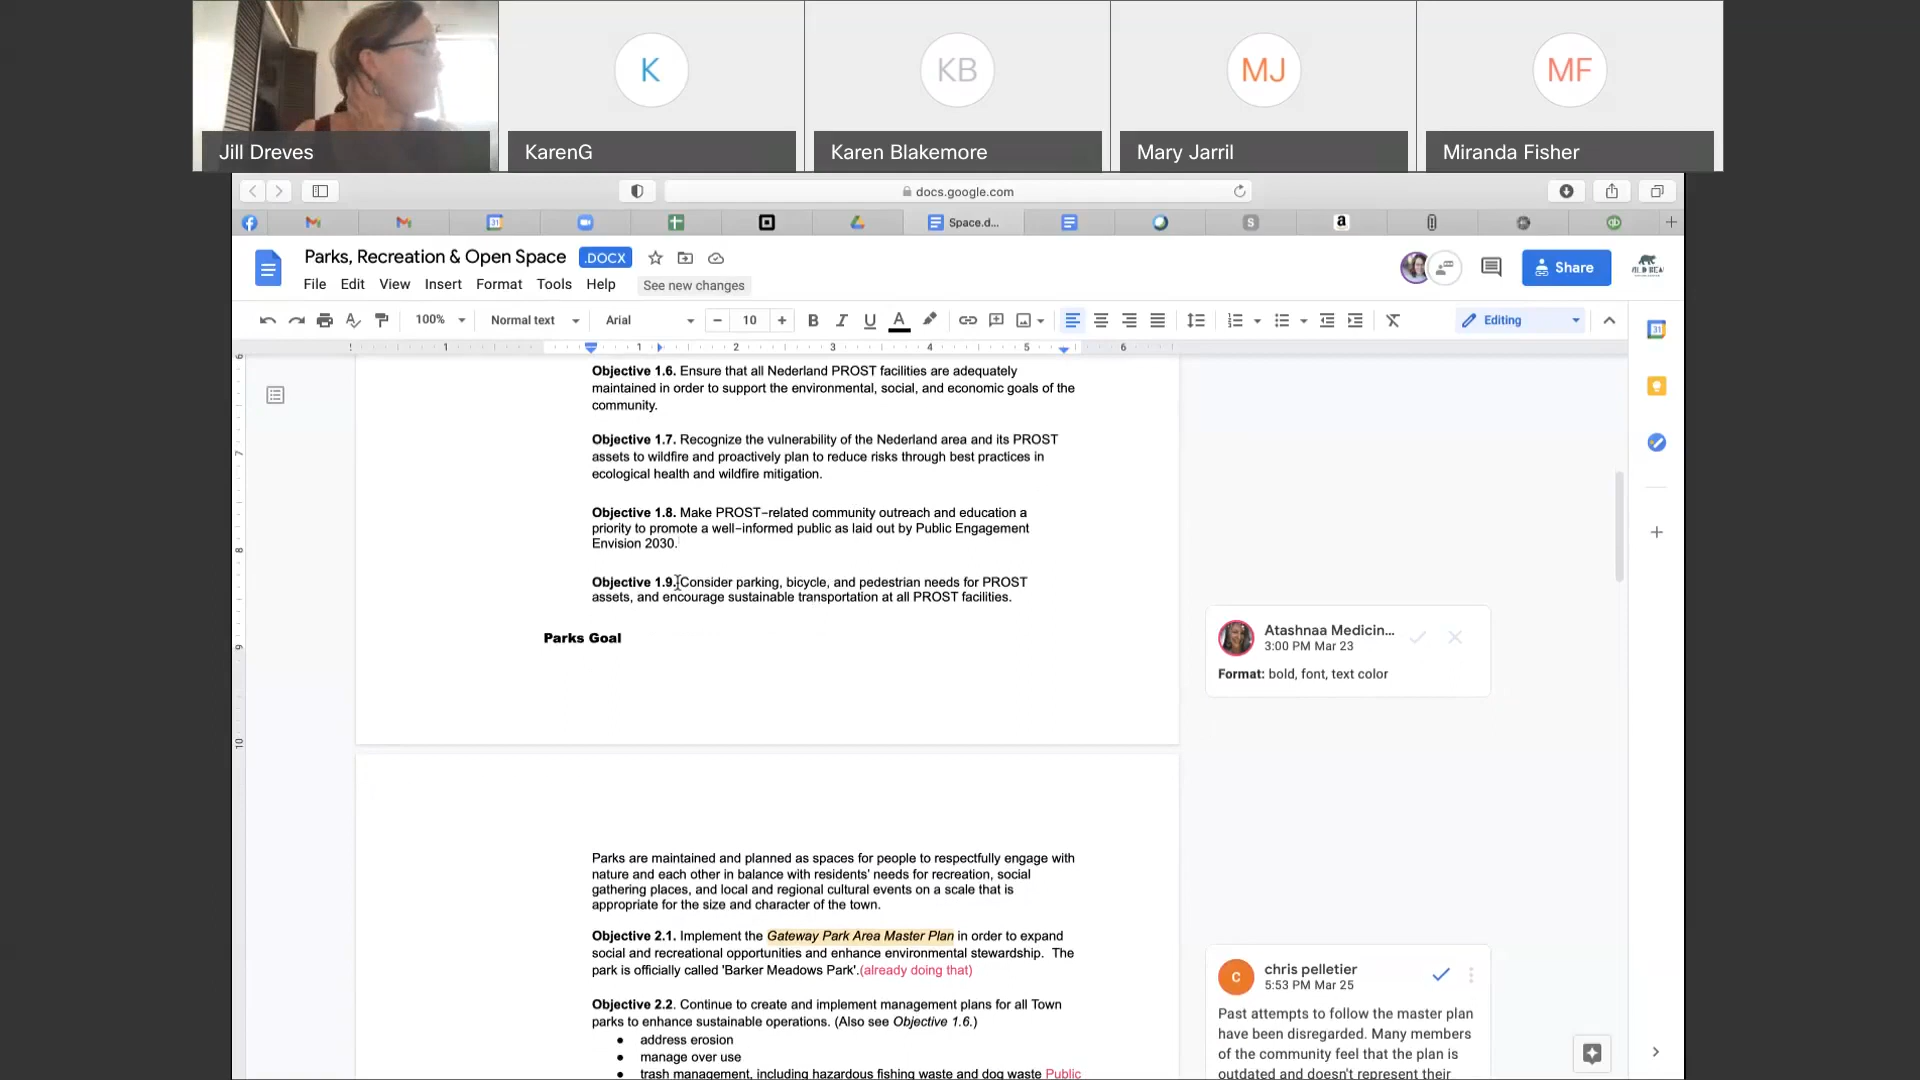 K
KB
MJ
MF
Jill Dreves
KarenG
Karen Blakemore
Mary Jarril
Miranda Fisher
docs.google.com
Space.d...
Parks, Recreation & Open Space .DOCX
Share
File Edit View Insert Format Tools Help See new changes
100% Normal text Arial 10 B I U A Editing
1 1 2 3 4 5 6
Objective 1.6. Ensure that all Nederland PROST facilities are adequately
maintained in order to support the environmental, social, and economic goals of the
community.
Objective 1.7. Recognize the vulnerability of the Nederland area and its PROST
assets to wildfire and proactively plan to reduce risks through best practices in
ecological health and wildfire mitigation.
Objective 1.8. Make PROST-related community outreach and education a
priority to promote a well-informed public as laid out by Public Engagement
Envision 2030.
Objective 1.9. Consider parking, bicycle, and pedestrian needs for PROST
assets, and encourage sustainable transportation at all PROST facilities.
Parks Goal
Atashnaa Medicin...
3:00 PM Mar 23
Format: bold, font, text color
Parks are maintained and planned as spaces for people to respectfully engage with
nature and each other in balance with residents' needs for recreation, social
gathering places, and local and regional cultural events on a scale that is
appropriate for the size and character of the town.
Objective 2.1. Implement the Gateway Park Area Master Plan in order to expand
social and recreational opportunities and enhance environmental stewardship. The
park is officially called 'Barker Meadows Park'.(already doing that)
Objective 2.2. Continue to create and implement management plans for all Town
parks to enhance sustainable operations. (Also see Objective 1.6.)
● address erosion
● manage over use
● trash management, including hazardous fishing waste and dog waste Public
c
chris pelletier
5:53 PM Mar 25
Past attempts to follow the master plan
have been disregarded. Many members
of the community feel that the plan is
outdated and doesn't represent their